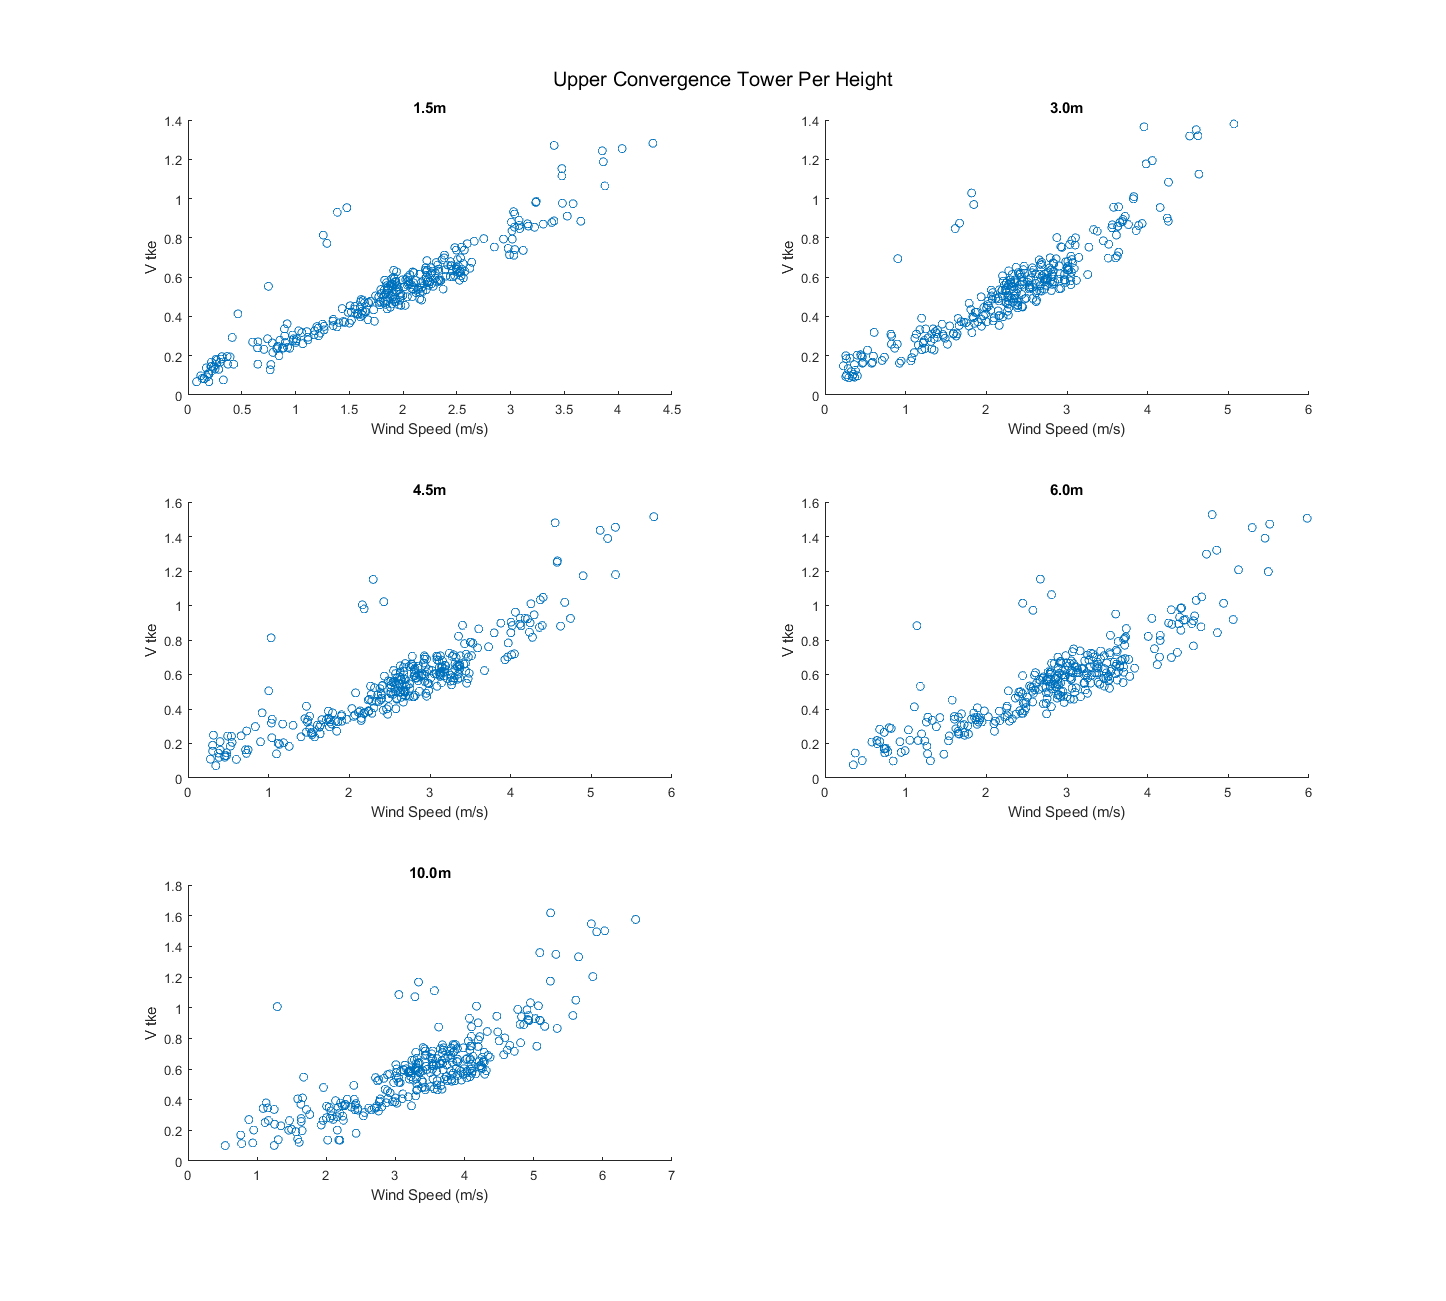 Upper Convergence Tower Per Height
1.5m
V tke
0 0.2 0.4 0.6 0.8 1 1.2 1.4
0 0.5 1 1.5 2 2.5 3 3.5 4 4.5
Wind Speed (m/s)
3.0m
V tke
0 0.2 0.4 0.6 0.8 1 1.2 1.4
0 1 2 3 4 5 6
Wind Speed (m/s)
4.5m
V tke
0 0.2 0.4 0.6 0.8 1 1.2 1.4 1.6
0 1 2 3 4 5 6
Wind Speed (m/s)
6.0m
V tke
0 0.2 0.4 0.6 0.8 1 1.2 1.4 1.6
0 1 2 3 4 5 6
Wind Speed (m/s)
10.0m
V tke
0 0.2 0.4 0.6 0.8 1 1.2 1.4 1.6 1.8
0 1 2 3 4 5 6 7
Wind Speed (m/s)